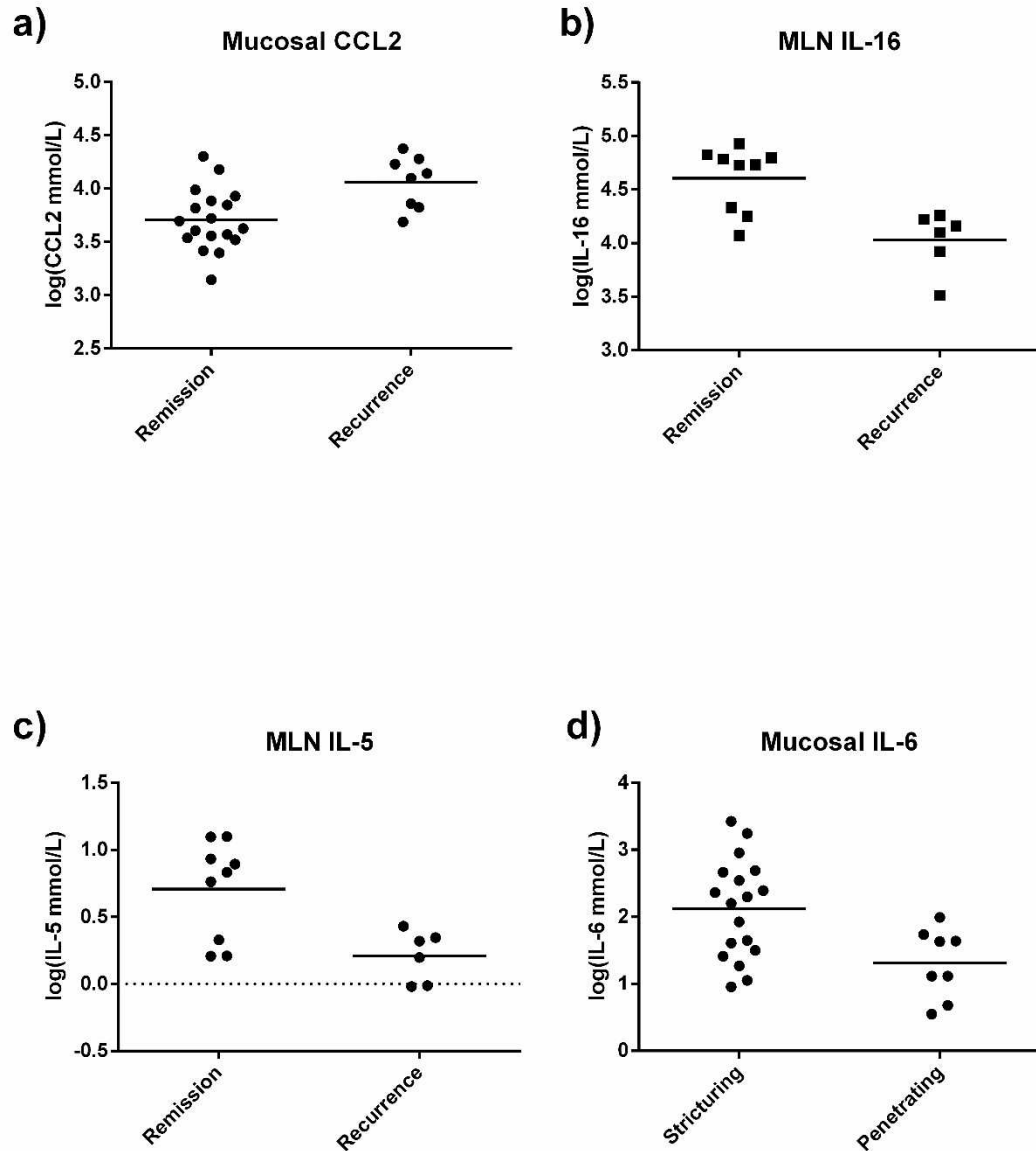 a)
Mucosal CCL2
log(CCL2 mmol/L)
5.0
4.5
4.0
3.5
3.0
2.5
Remission
Recurrence
b)
MLN IL-16
log(IL-16 mmol/L)
5.5
5.0
4.5
4.0
3.5
3.0
Remission
Recurrence
c)
MLN IL-5
log(IL-5 mmol/L)
1.5
1.0
0.5
0.0
-0.5
Remission
Recurrence
d)
Mucosal IL-6
log(IL-6 mmol/L)
4
3
2
1
0
Stricturing
Penetrating